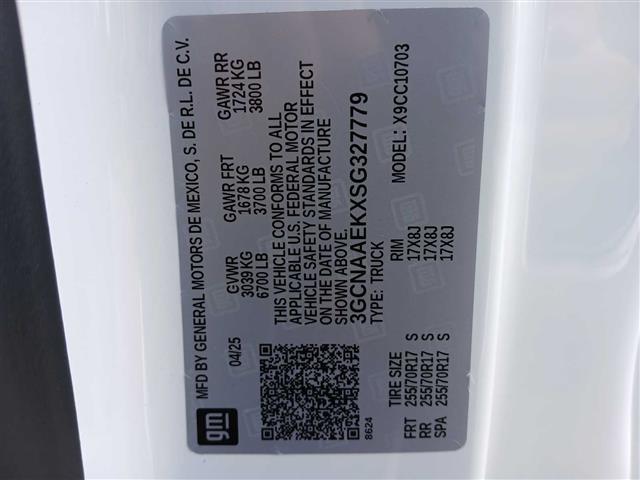 MFD BY GENERAL MOTORS DE MEXICO, S. DE R.L. DE C.V.
04/25 GVWR GAWR FRT GAWR RR
3039 KG 1678 KG 1724 KG
6700 LB 3700 LB 3800 LB
gm
THIS VEHICLE CONFORMS TO ALL
APPLICABLE U.S. FEDERAL MOTOR
VEHICLE SAFETY STANDARDS IN EFFECT
ON THE DATE OF MANUFACTURE
SHOWN ABOVE.
3GCNAAEKXSG327779
8624 TYPE: TRUCK MODEL: X9CC10703
TIRE SIZE RIM
FRT 255/70R17 S 17X8J
RR 255/70R17 S 17X8J
SPA 255/70R17 S 17X8J